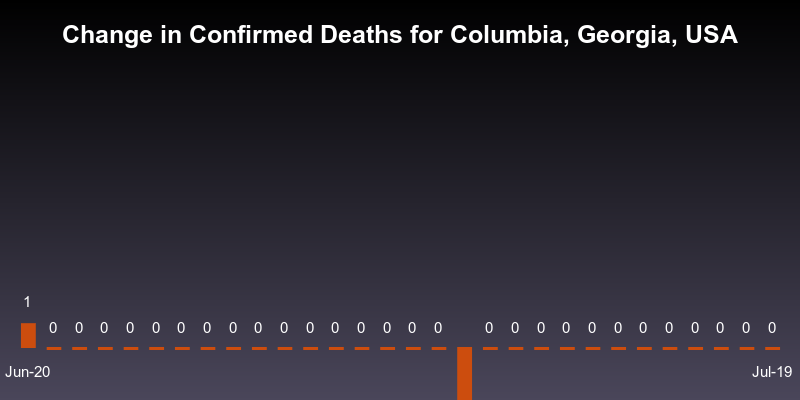 Change in Confirmed Deaths for Columbia, Georgia, USA
1
0 0 0 0 0 0 0 0 0 0 0 0 0 0 0 0 0 0 0 0 0 0 0 0 0 0 0 0
Jun-20 Jul-19